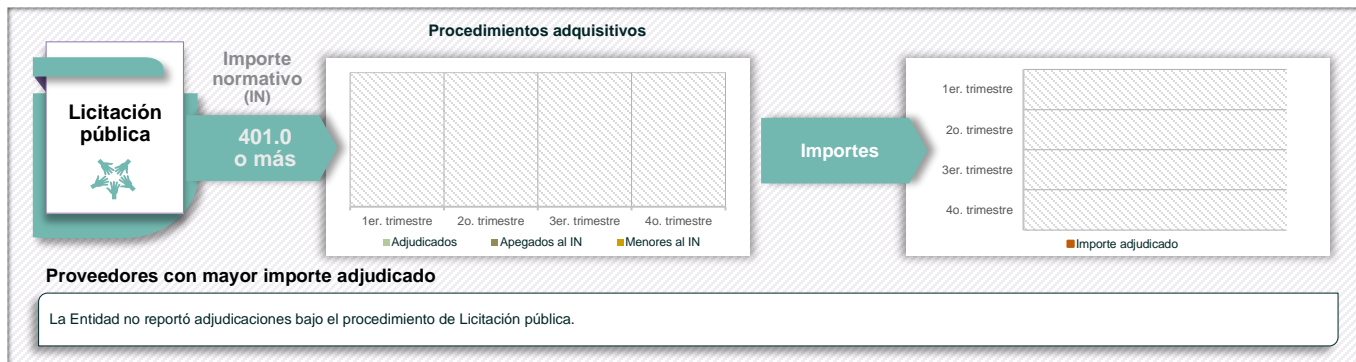 Procedimientos adquisitivos
Licitación
pública
Importe
normativo
(IN)
401.0
o más
1er. trimestre
2o. trimestre
3er. trimestre
4o. trimestre
Adjudicados
Apegados al IN
Menores al IN
Importes
1er. trimestre
2o. trimestre
3er. trimestre
4o. trimestre
Importe adjudicado
Proveedores con mayor importe adjudicado
La Entidad no reportó adjudicaciones bajo el procedimiento de Licitación pública.